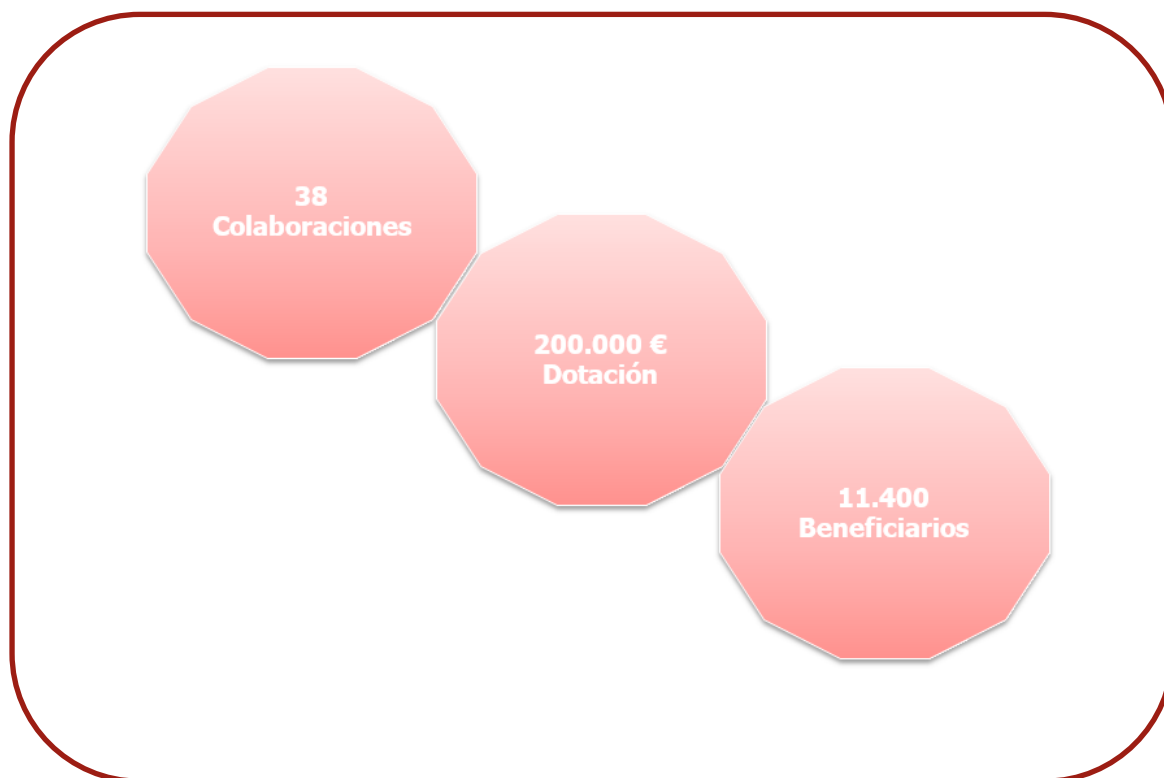 38
Colaboraciones
200.000 €
Dotación
11.400
Beneficiarios